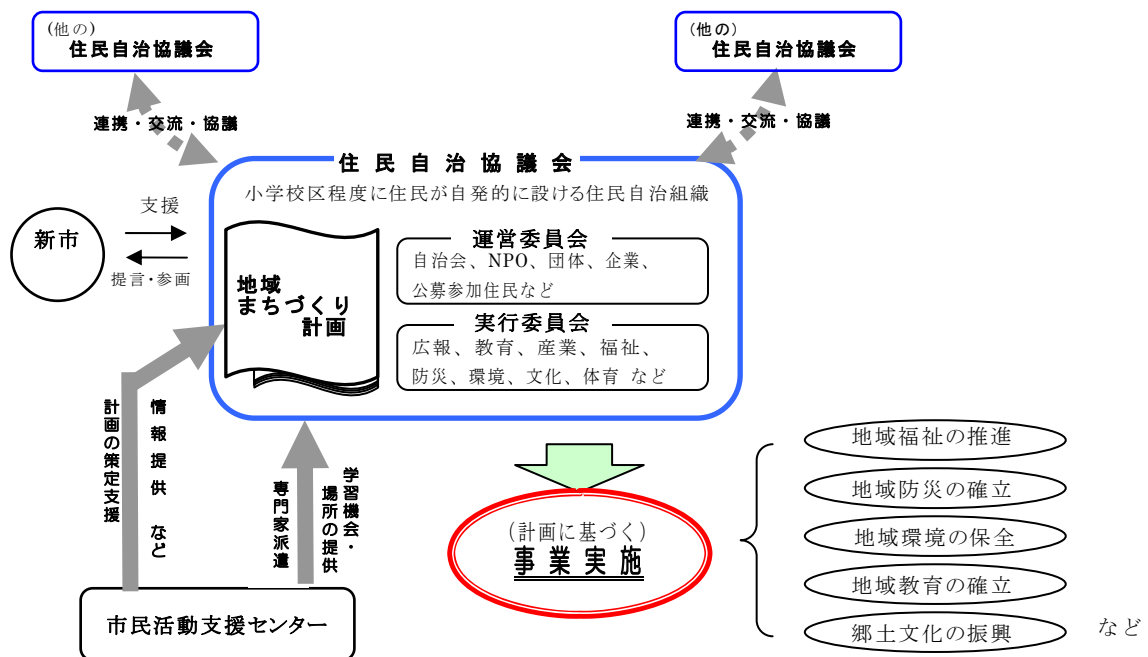 (他の)
住民自治協議会
(他の)
住民自治協議会
連携・交流・協議
連携・交流・協議
住民自治協議会
小学校区程度に住民が自発的に設ける住民自治組織
新市
支援
提言・参画
地域
まちづくり
計画
運営委員会
自治会、NPO、団体、企業、
公募参加住民など
実行委員会
広報、教育、産業、福祉、
防災、環境、文化、体育 など
情報提供 など
計画の策定支援
学習機会・
場所の提供
専門家派遣
市民活動支援センター
(計画に基づく)
事業実施
地域福祉の推進
地域防災の確立
地域環境の保全
地域教育の確立
郷土文化の振興
など